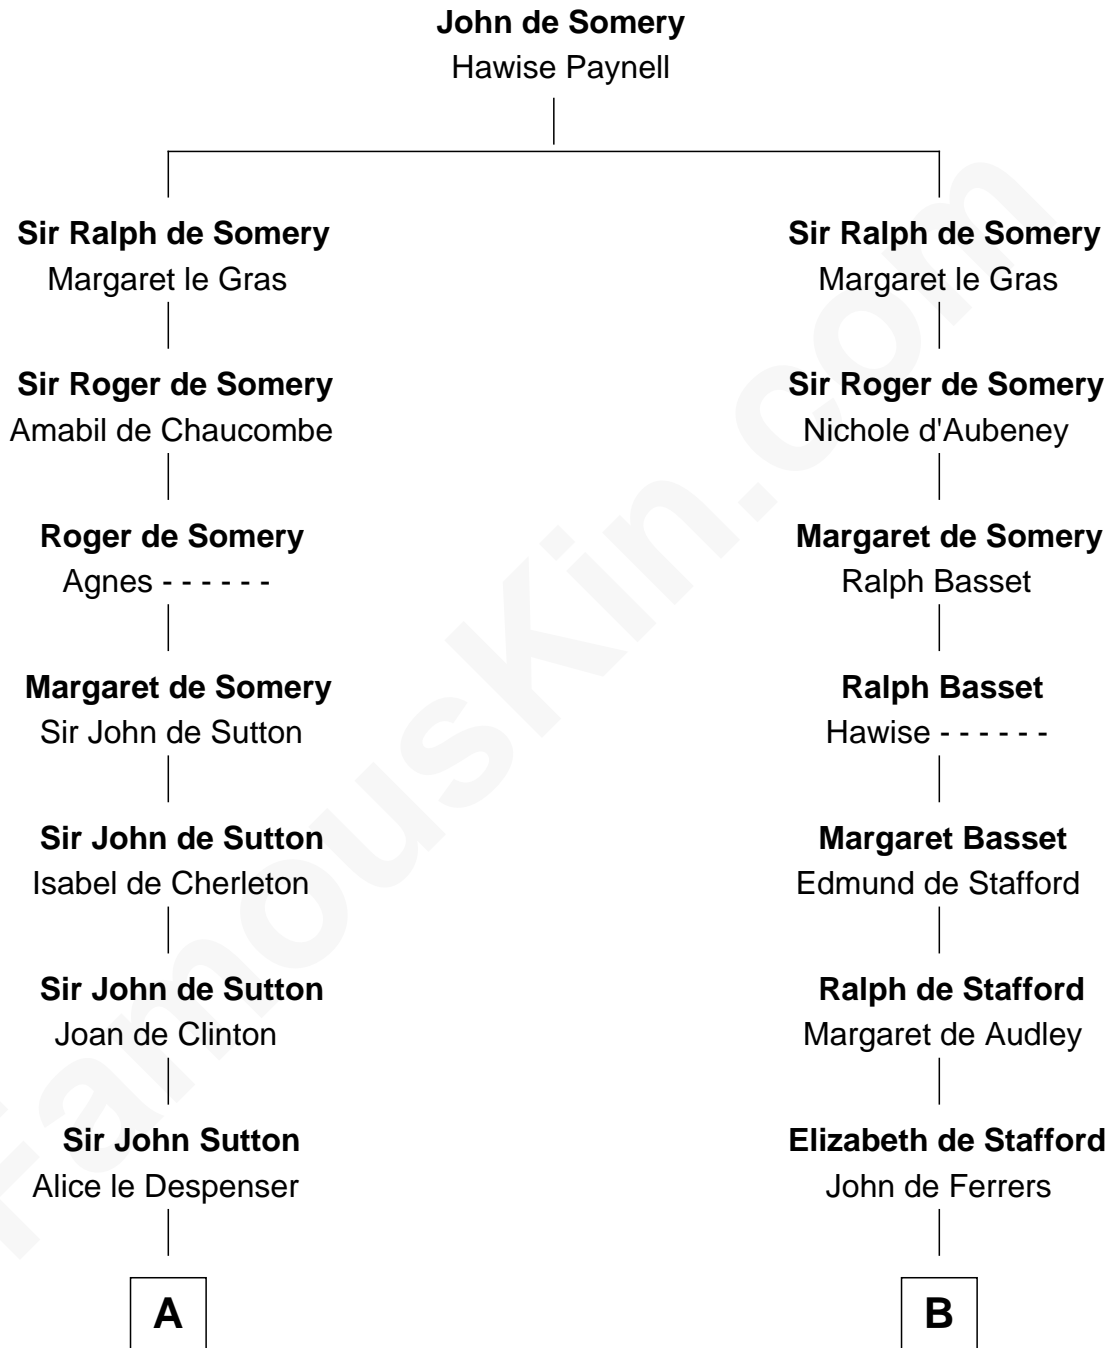 John de Somery
Hawise Paynell
Sir Ralph de Somery
Margaret le Gras
Sir Roger de Somery
Amabil de Chaucombe
Roger de Somery
Agnes - - - - - -
Margaret de Somery
Sir John de Sutton
Sir John de Sutton
Isabel de Cherleton
Sir John de Sutton
Joan de Clinton
Sir John Sutton
Alice le Despenser
A
Sir Ralph de Somery
Margaret le Gras
Sir Roger de Somery
Nichole d'Aubeney
Margaret de Somery
Ralph Basset
Ralph Basset
Hawise - - - - - -
Margaret Basset
Edmund de Stafford
Ralph de Stafford
Margaret de Audley
Elizabeth de Stafford
John de Ferrers
B
FamousKin.com